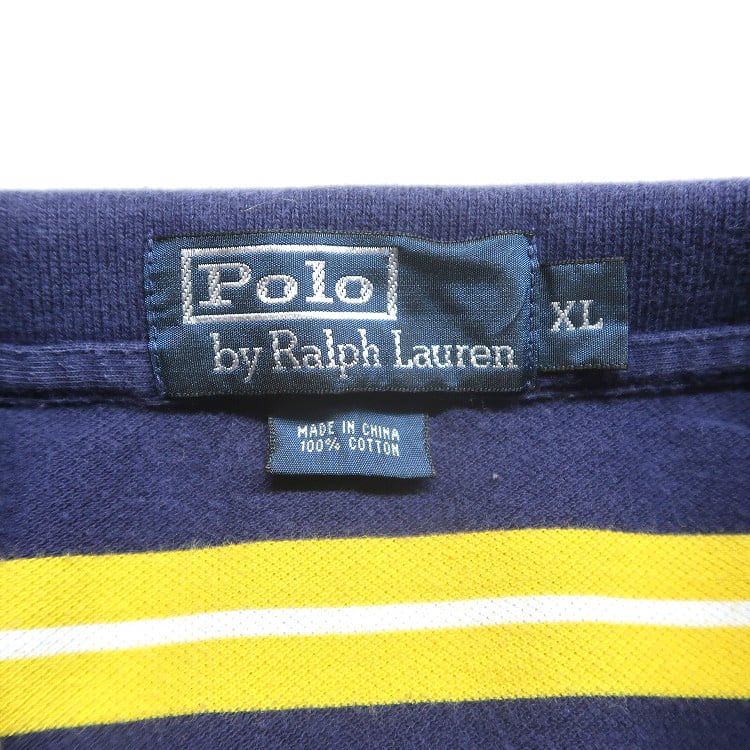 Polo
by Ralph Lauren
XL
MADE IN CHINA
100% COTTON